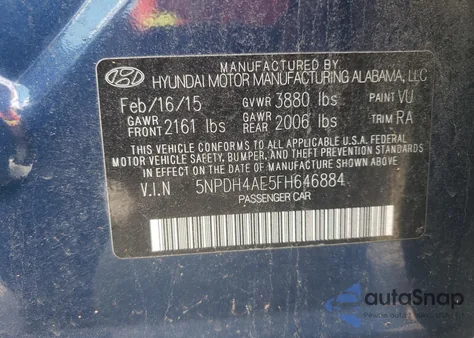 MANUFACTURED BY
HYUNDAI MOTOR MANUFACTURING ALABAMA, LLC
Feb/16/15 GVWR 3880 lbs PAINT VU
GAWR FRONT 2161 lbs GAWR REAR 2006 lbs TRIM RA
THIS VEHICLE CONFORMS TO ALL APPLICABLE U.S.A. FEDERAL
MOTOR VEHICLE SAFETY, BUMPER, AND THEFT PREVENTION STANDARDS
IN EFFECT ON THE DATE OF MANUFACTURE SHOWN ABOVE.
V.I.N 5NPDH4AE5FH646884
PASSENGER CAR
autoSnap